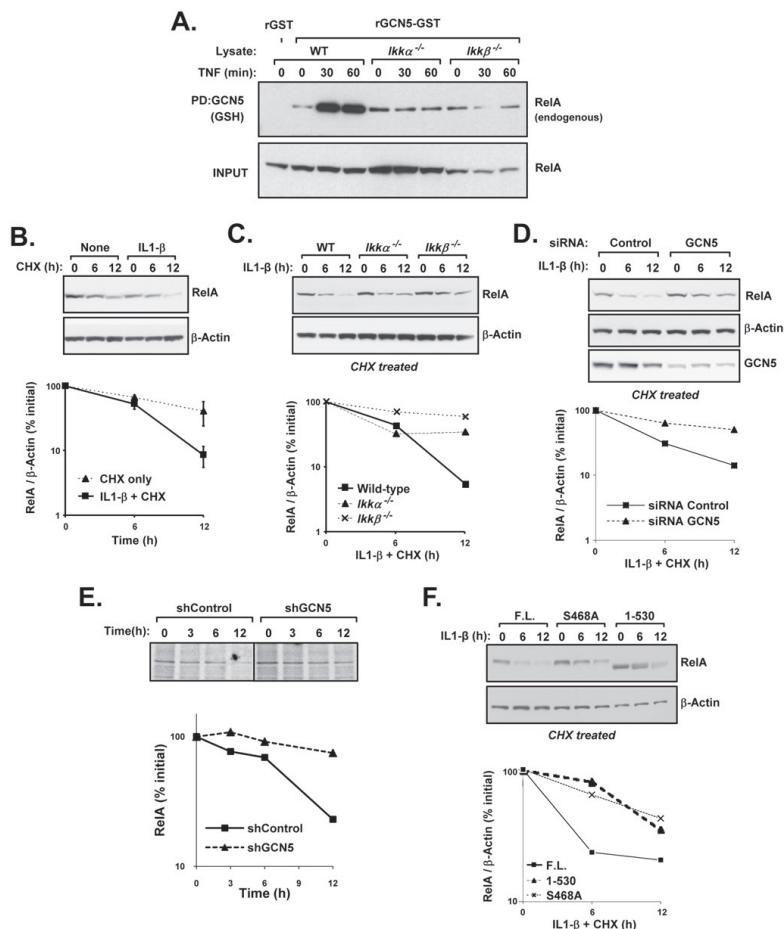 A.
rGST
rGCN5-GST
Lysate: WT Ikkα -/- Ikkβ -/-
TNF (min): 0 0 30 60 0 30 60 0 30 60
PD:GCN5
(GSH)
RelA
(endogenous)
INPUT
RelA
B.
None IL1-β
CHX (h): 0 6 12 0 6 12
RelA
β-Actin
RelA / β-Actin (% initial)
100
10
1
CHX only
IL1-β + CHX
0 6 12
Time (h)
C.
WT Ikkα -/- Ikkβ -/-
IL1-β (h): 0 6 12 0 6 12 0 6 12
RelA
β-Actin
CHX treated
RelA / β-Actin (% initial)
100
10
1
Wild-type
Ikkα -/-
Ikkβ -/-
0 6 12
IL1-β + CHX (h)
D.
siRNA: Control GCN5
IL1-β (h): 0 6 12 0 6 12
RelA
β-Actin
GCN5
CHX treated
RelA / β-Actin (% initial)
100
10
1
siRNA Control
siRNA GCN5
0 6 12
IL1-β + CHX (h)
E.
shControl shGCN5
Time(h): 0 3 6 12 0 3 6 12
RelA (% initial)
100
10
shControl
shGCN5
0 3 6 9 12
Time (h)
F.
F.L. S468A 1-530
IL1-β (h): 0 6 12 0 6 12 0 6 12
RelA
β-Actin
CHX treated
RelA / β-Actin (% initial)
100
10
F.L.
1-530
S468A
0 6 12
IL1-β + CHX (h)